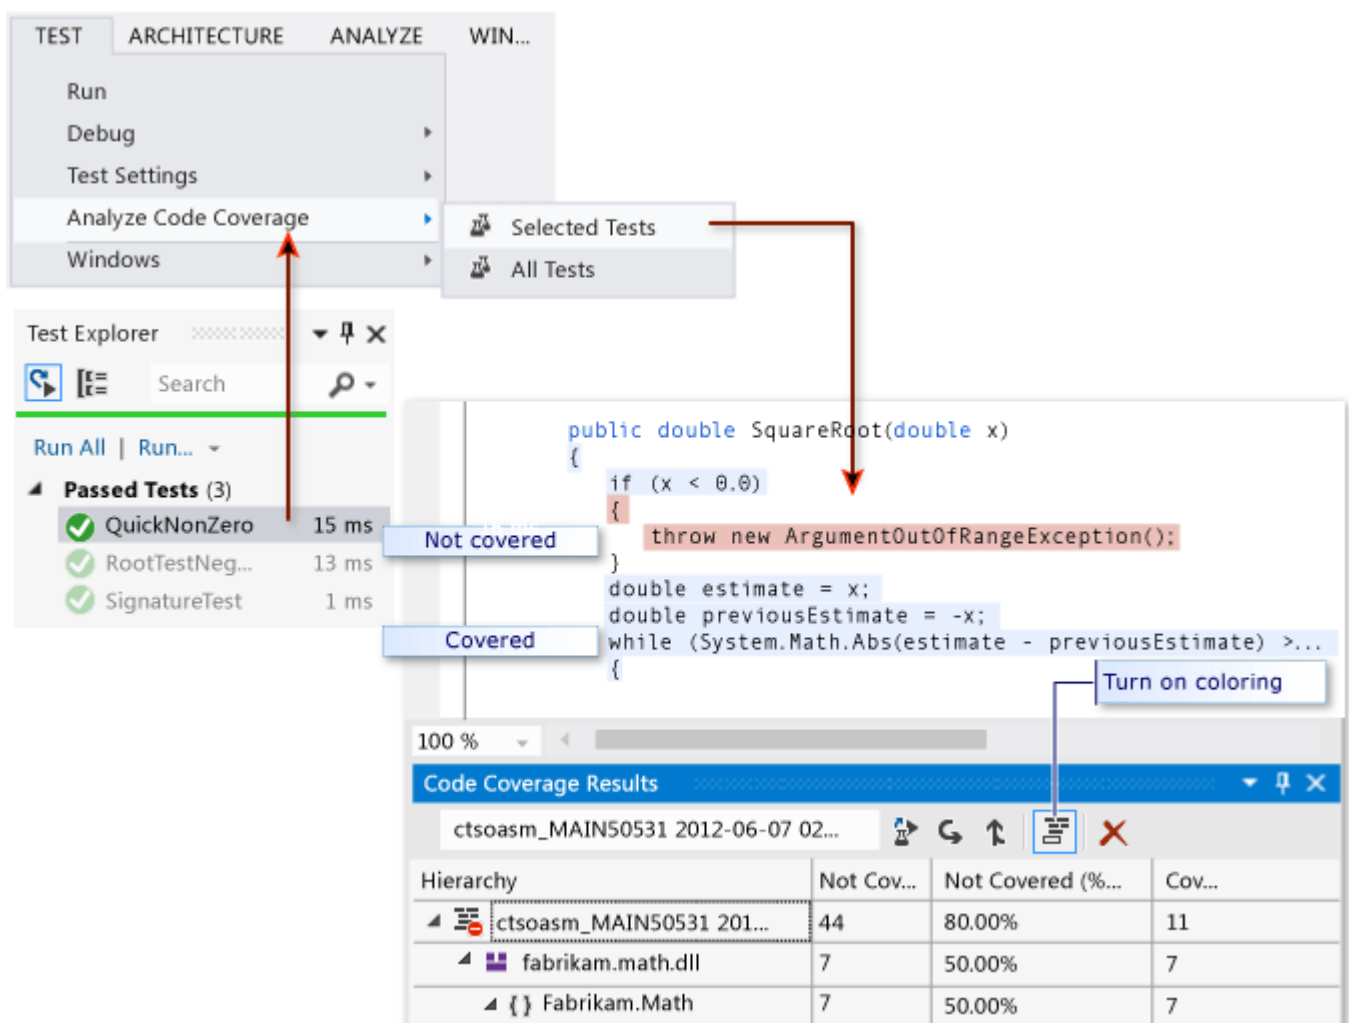 TEST ARCHITECTURE ANALYZE WIN...
Run
Debug
Test Settings
Analyze Code Coverage
Windows
Selected Tests
All Tests
Test Explorer
Search
Run All | Run...
Passed Tests (3)
QuickNonZero 15 ms
RootTestNeg... 13 ms
SignatureTest 1 ms
public double SquareRoot(double x)
{
if (x < 0.0)
{
Not covered
throw new ArgumentOutOfRangeException();
}
double estimate = x;
double previousEstimate = -x;
Covered
while (System.Math.Abs(estimate - previousEstimate) >...
{
Turn on coloring
100 %
Code Coverage Results
ctsoasm_MAIN50531 2012-06-07 02...
Hierarchy Not Cov... Not Covered (%... Cov...
ctsoasm_MAIN50531 201... 44 80.00% 11
fabrikam.math.dll 7 50.00% 7
{ } Fabrikam.Math 7 50.00% 7